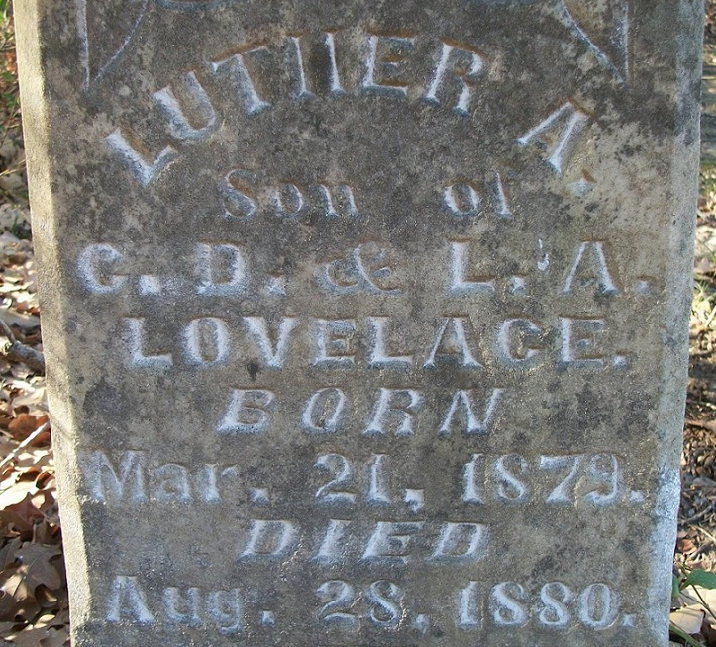 LUTHER A.
Son of
C. D. & L. A.
LOVELACE.
BORN
Mar. 21, 1879.
DIED
Aug. 28, 1880.